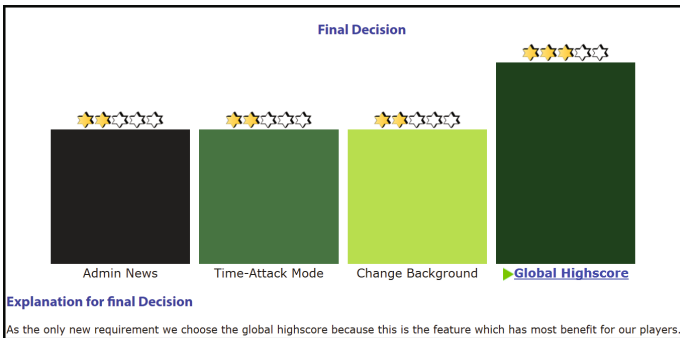 Final Decision
Admin News
Time-Attack Mode
Change Background
Global Highscore
Explanation for final Decision
As the only new requirement we choose the global highscore because this is the feature which has most benefit for our players.